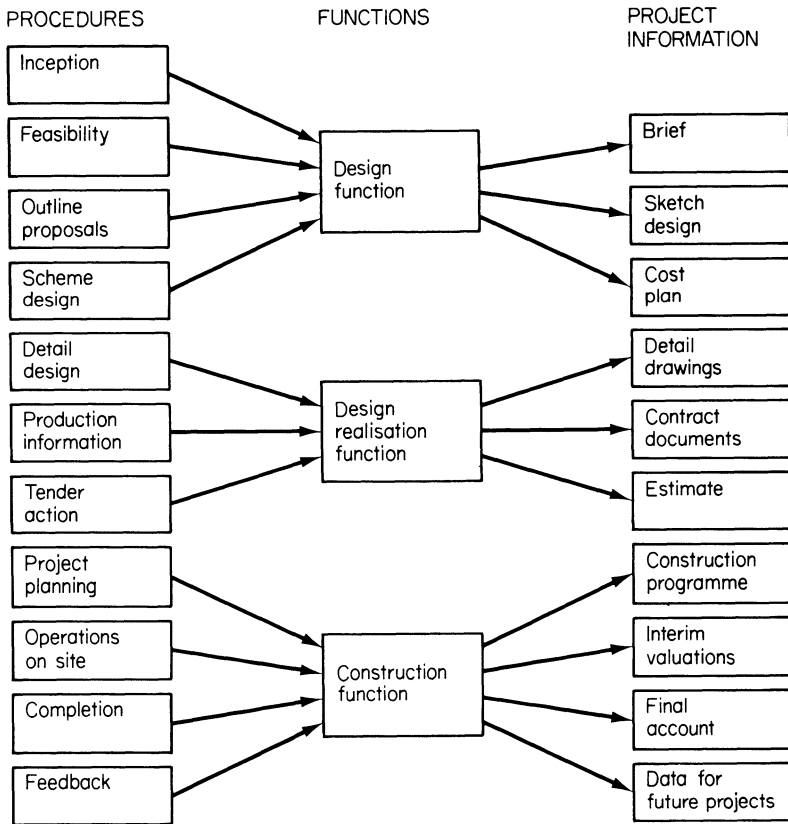 PROCEDURES
FUNCTIONS
PROJECT
INFORMATION
Inception
Feasibility
Outline
proposals
Scheme
design
Detail
design
Production
information
Tender
action
Project
planning
Operations
on site
Completion
Feedback
Design
function
Design
realisation
function
Construction
function
Brief
Sketch
design
Cost
plan
Detail
drawings
Contract
documents
Estimate
Construction
programme
Interim
valuations
Final
account
Data for
future projects